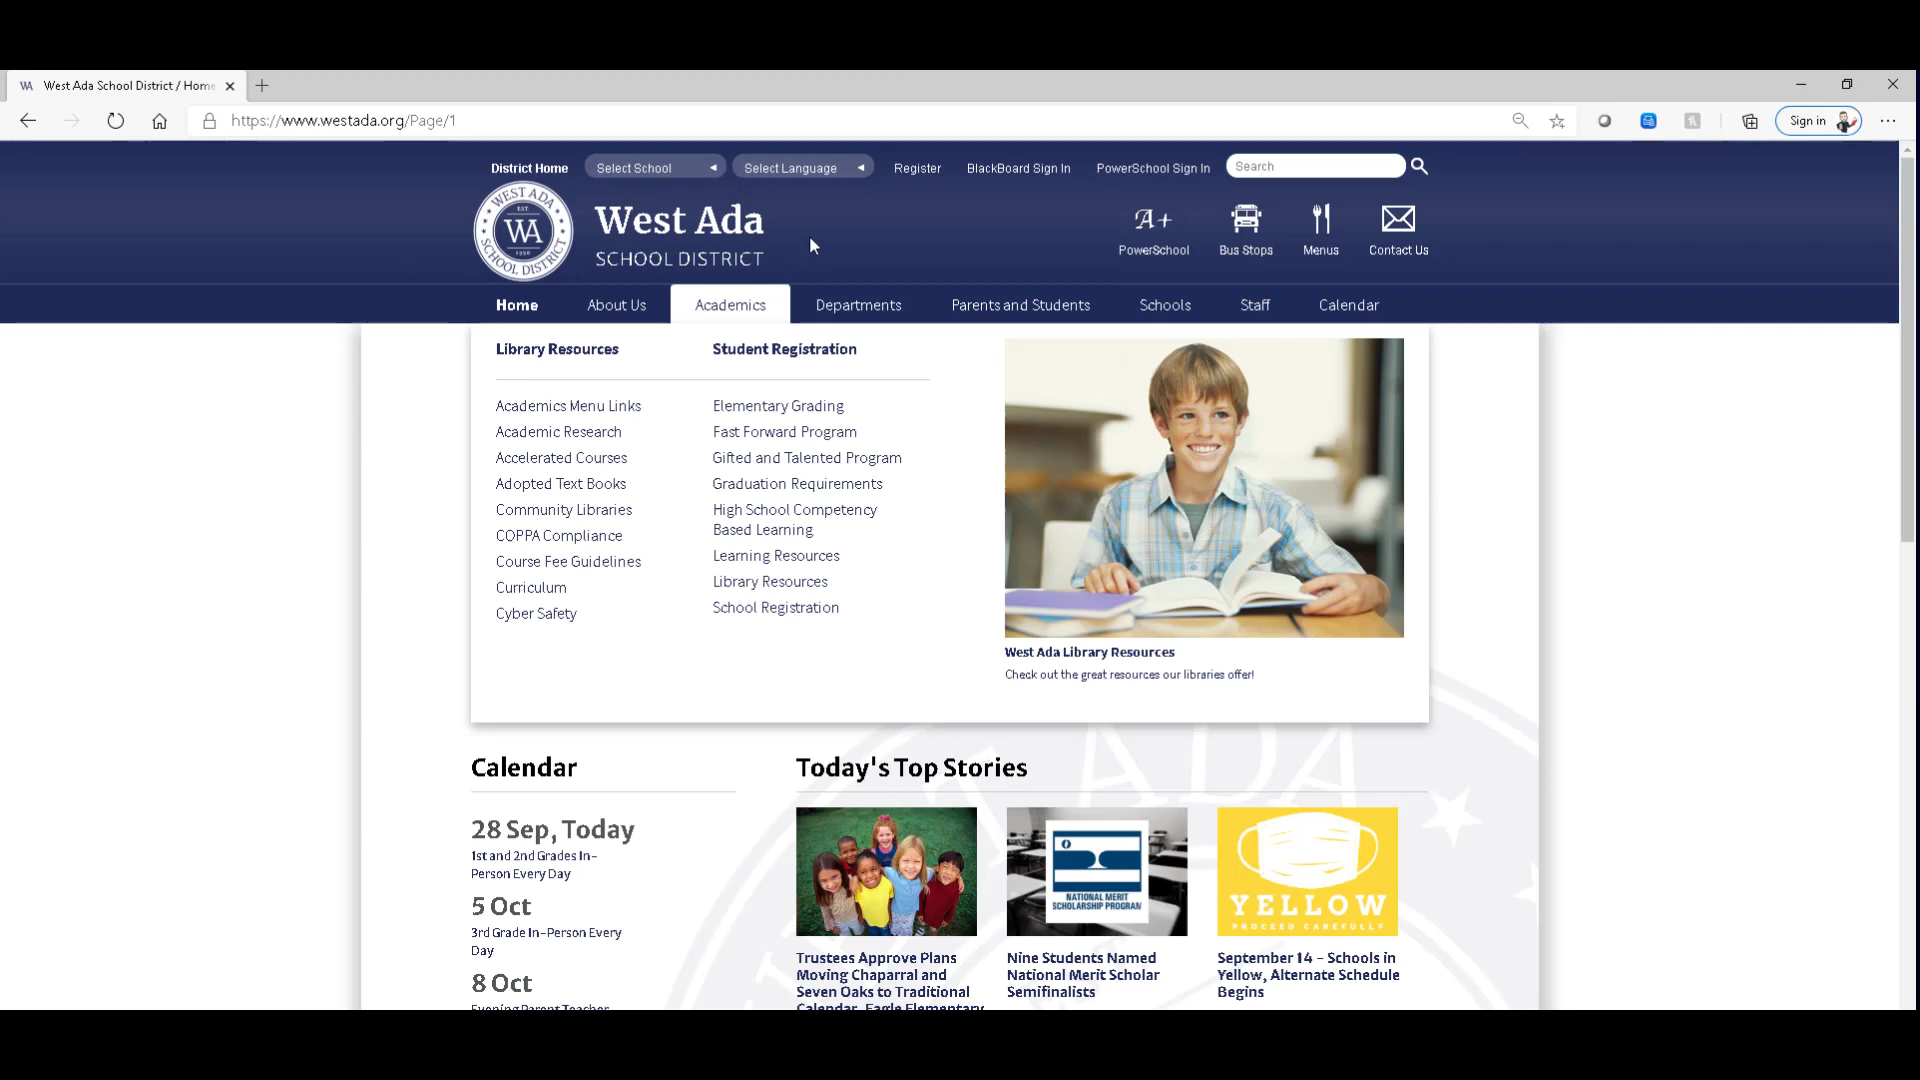 West Ada School District / Home
https://www.westada.org/Page/1
Sign in
District Home
Select School
Select Language
Register
BlackBoard Sign In
PowerSchool Sign In
Search
WEST ADA
EST.
WA
1950
SCHOOL DISTRICT
West Ada
SCHOOL DISTRICT
A+
PowerSchool
Bus Stops
Menus
Contact Us
Home
About Us
Academics
Departments
Parents and Students
Schools
Staff
Calendar
Library Resources
Academics Menu Links
Academic Research
Accelerated Courses
Adopted Text Books
Community Libraries
COPPA Compliance
Course Fee Guidelines
Curriculum
Cyber Safety
Student Registration
Elementary Grading
Fast Forward Program
Gifted and Talented Program
Graduation Requirements
High School Competency
Based Learning
Learning Resources
Library Resources
School Registration
West Ada Library Resources
Check out the great resources our libraries offer!
Calendar
28 Sep, Today
1st and 2nd Grades In-
Person Every Day
5 Oct
3rd Grade In-Person Every
Day
8 Oct
Evening Parent Teacher
Today's Top Stories
Trustees Approve Plans
Moving Chaparral and
Seven Oaks to Traditional
Calendar, Eagle Elementary
NATIONAL MERIT
SCHOLARSHIP PROGRAM
Nine Students Named
National Merit Scholar
Semifinalists
YELLOW
PROCEED CAREFULLY
September 14 - Schools in
Yellow, Alternate Schedule
Begins